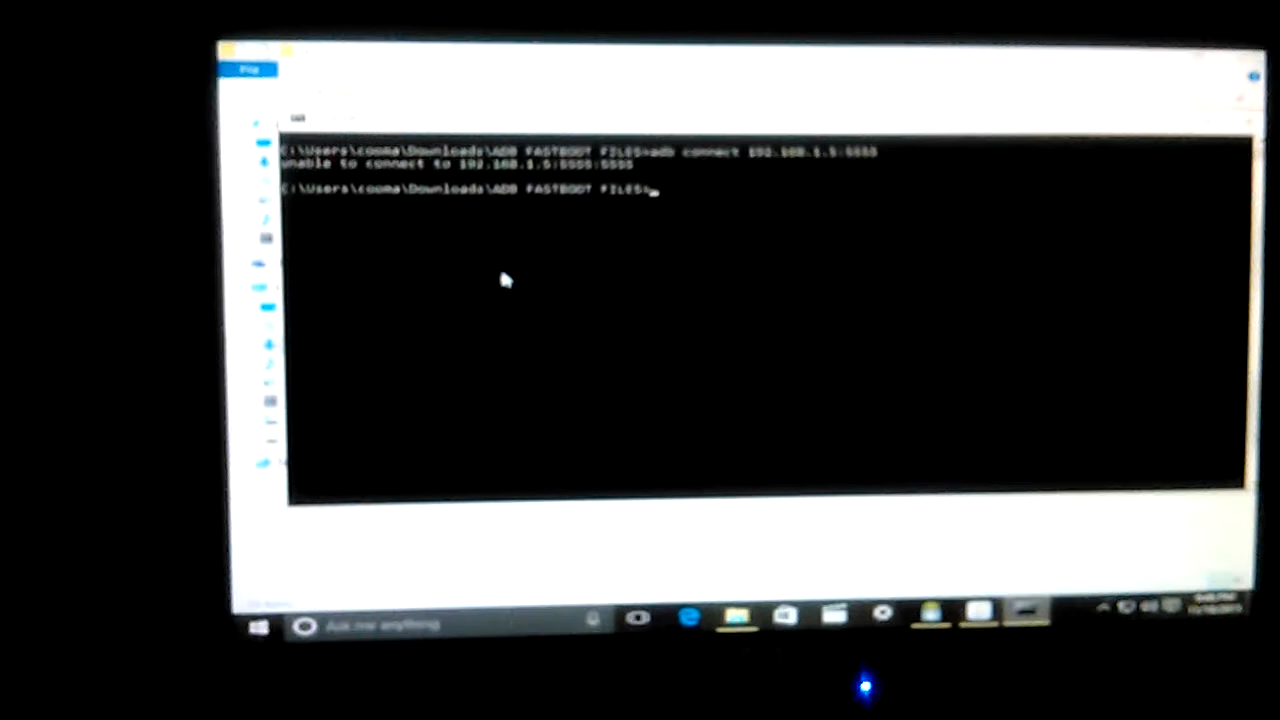 File
C:\Users\cooma\Downloads\ADB FASTBOOT FILES>adb connect 192.168.1.5:5555
unable to connect to 192.168.1.5:5555:5555
C:\Users\cooma\Downloads\ADB FASTBOOT FILES>
Ask me anything